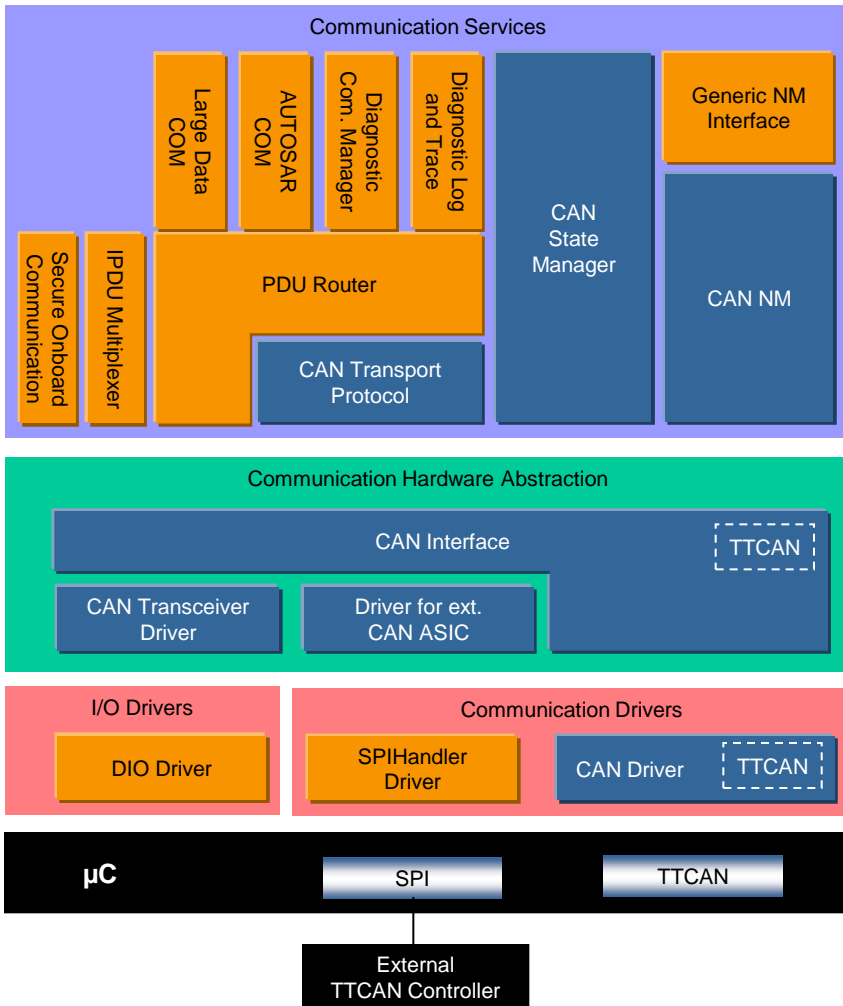 Communication Services
Large Data
COM
AUTOSAR
COM
Diagnostic
Com. Manager
Diagnostic Log
and Trace
CAN
State
Manager
Generic NM
Interface
Secure Onboard
Communication
IPDU Multiplexer
PDU Router
CAN NM
CAN Transport
Protocol
Communication Hardware Abstraction
CAN Interface
TTCAN
CAN Transceiver
Driver
Driver for ext.
CAN ASIC
I/O Drivers
Communication Drivers
DIO Driver
SPIHandler
Driver
CAN Driver
TTCAN
µC
SPI
TTCAN
External
TTCAN Controller